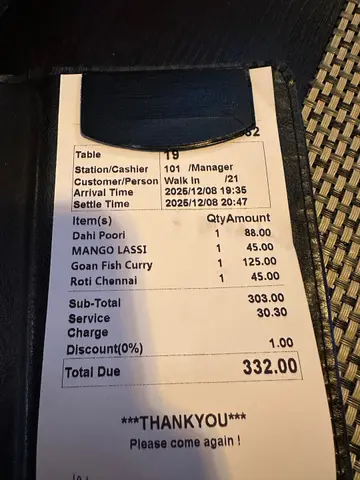 Table 19
Station/Cashier 101 /Manager
Customer/Person Walk In /21
Arrival Time 2025/12/08 19:35
Settle Time 2025/12/08 20:47
Item(s) Qty Amount
Dahi Poori 1 88.00
MANGO LASSI 1 45.00
Goan Fish Curry 1 125.00
Roti Chennai 1 45.00
Sub-Total 303.00
Service 30.30
Charge
Discount(0%) 1.00
Total Due 332.00
***THANKYOU***
Please come again !